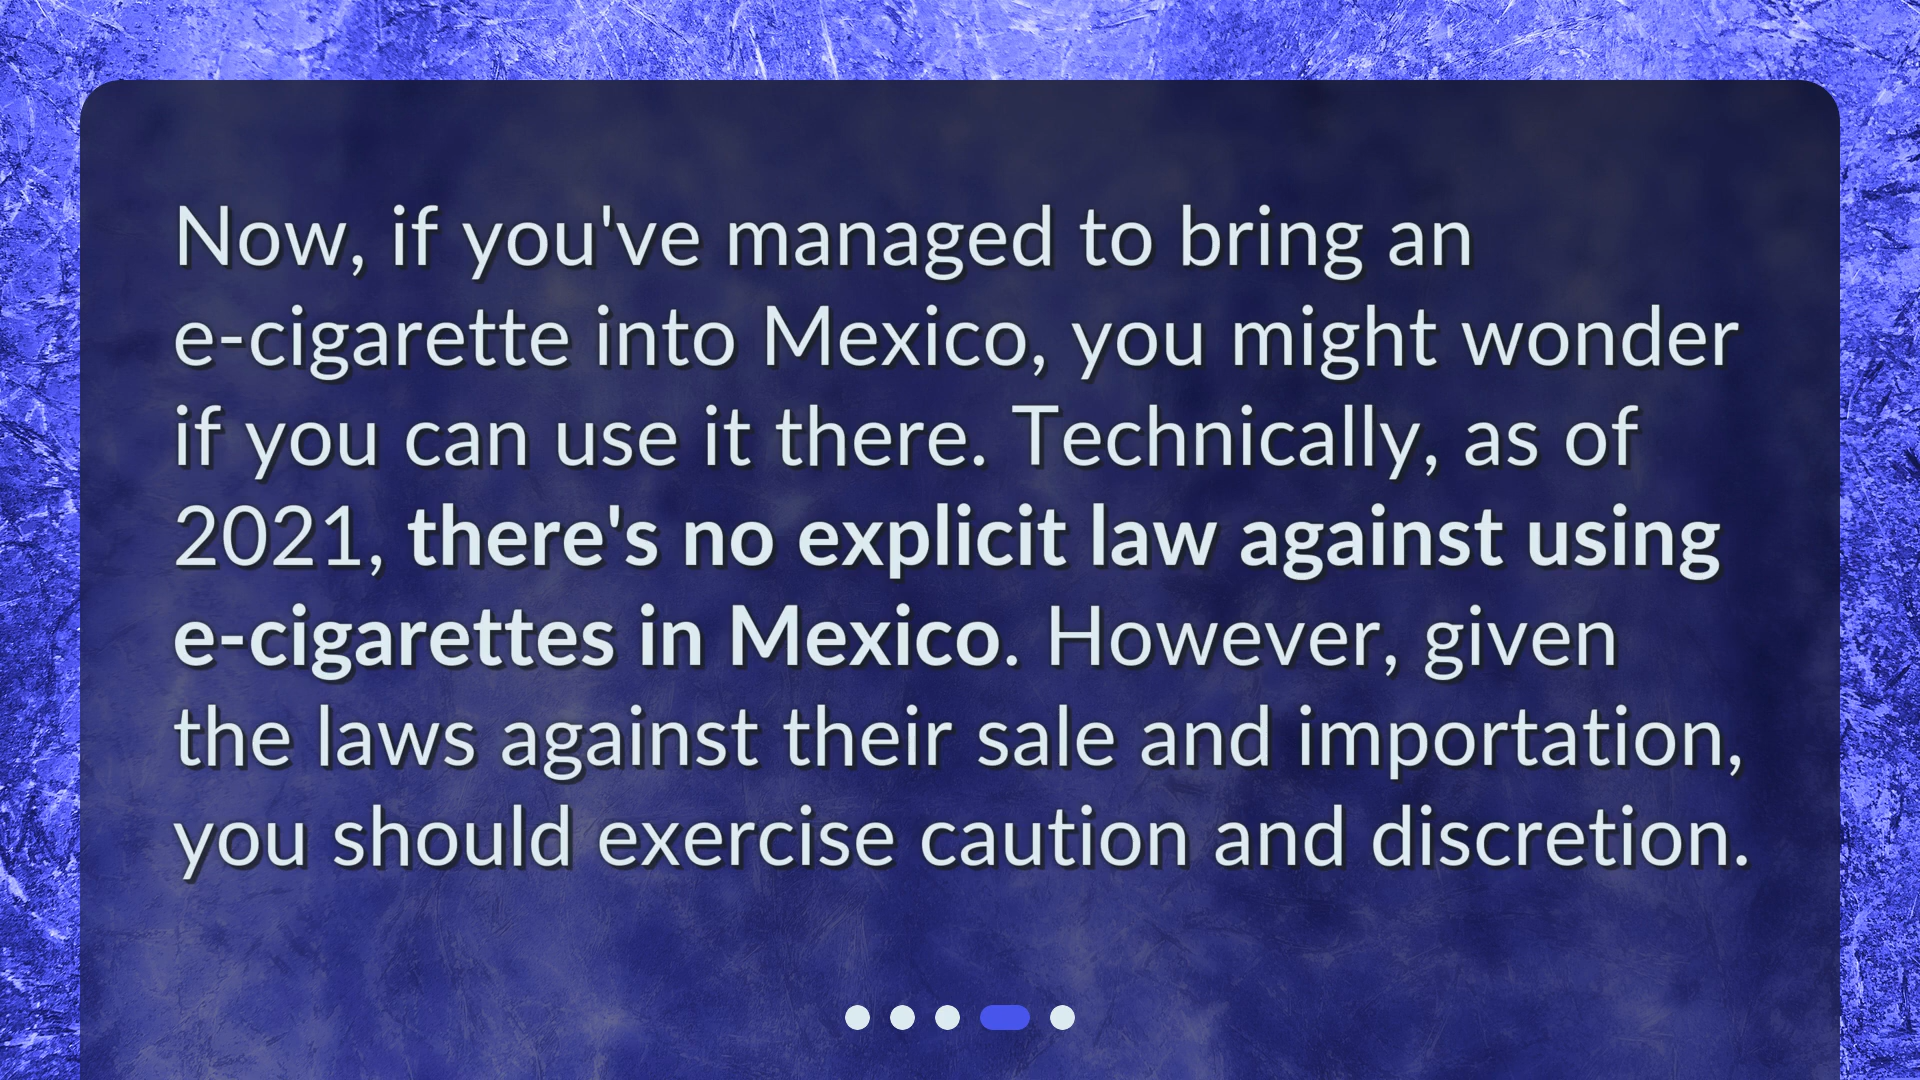 Now, if you've managed to bring an
e-cigarette into Mexico, you might wonder
if you can use it there. Technically, as of
2021, there's no explicit law against using
e-cigarettes in Mexico. However, given
the laws against their sale and importation,
you should exercise caution and discretion.